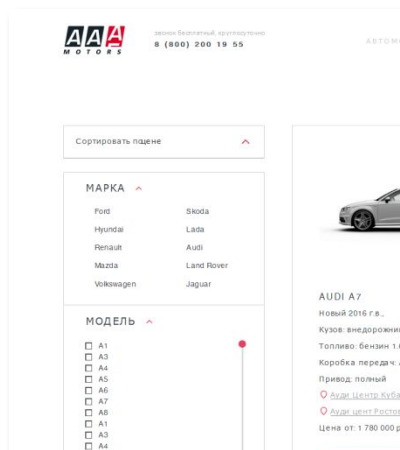 AAA
MOTORS
звонок бесплатный, круглосуточно
8 (800) 200 19 55
Сортировать по цене
МАРКА
Ford Skoda
Hyundai Lada
Renault Audi
Mazda Land Rover
Volkswagen Jaguar
МОДЕЛЬ
A1
A3
A4
A5
A6
A7
A8
A1
A3
A4
AUDI A7
Новый 2016 г.в.,
Кузов: внедорожни
Топливо: бензин 1.
Коробка передач:
Привод: полный
Ауди Центр Куба
Ауди цент Росто
Цена от: 1 780 000 р